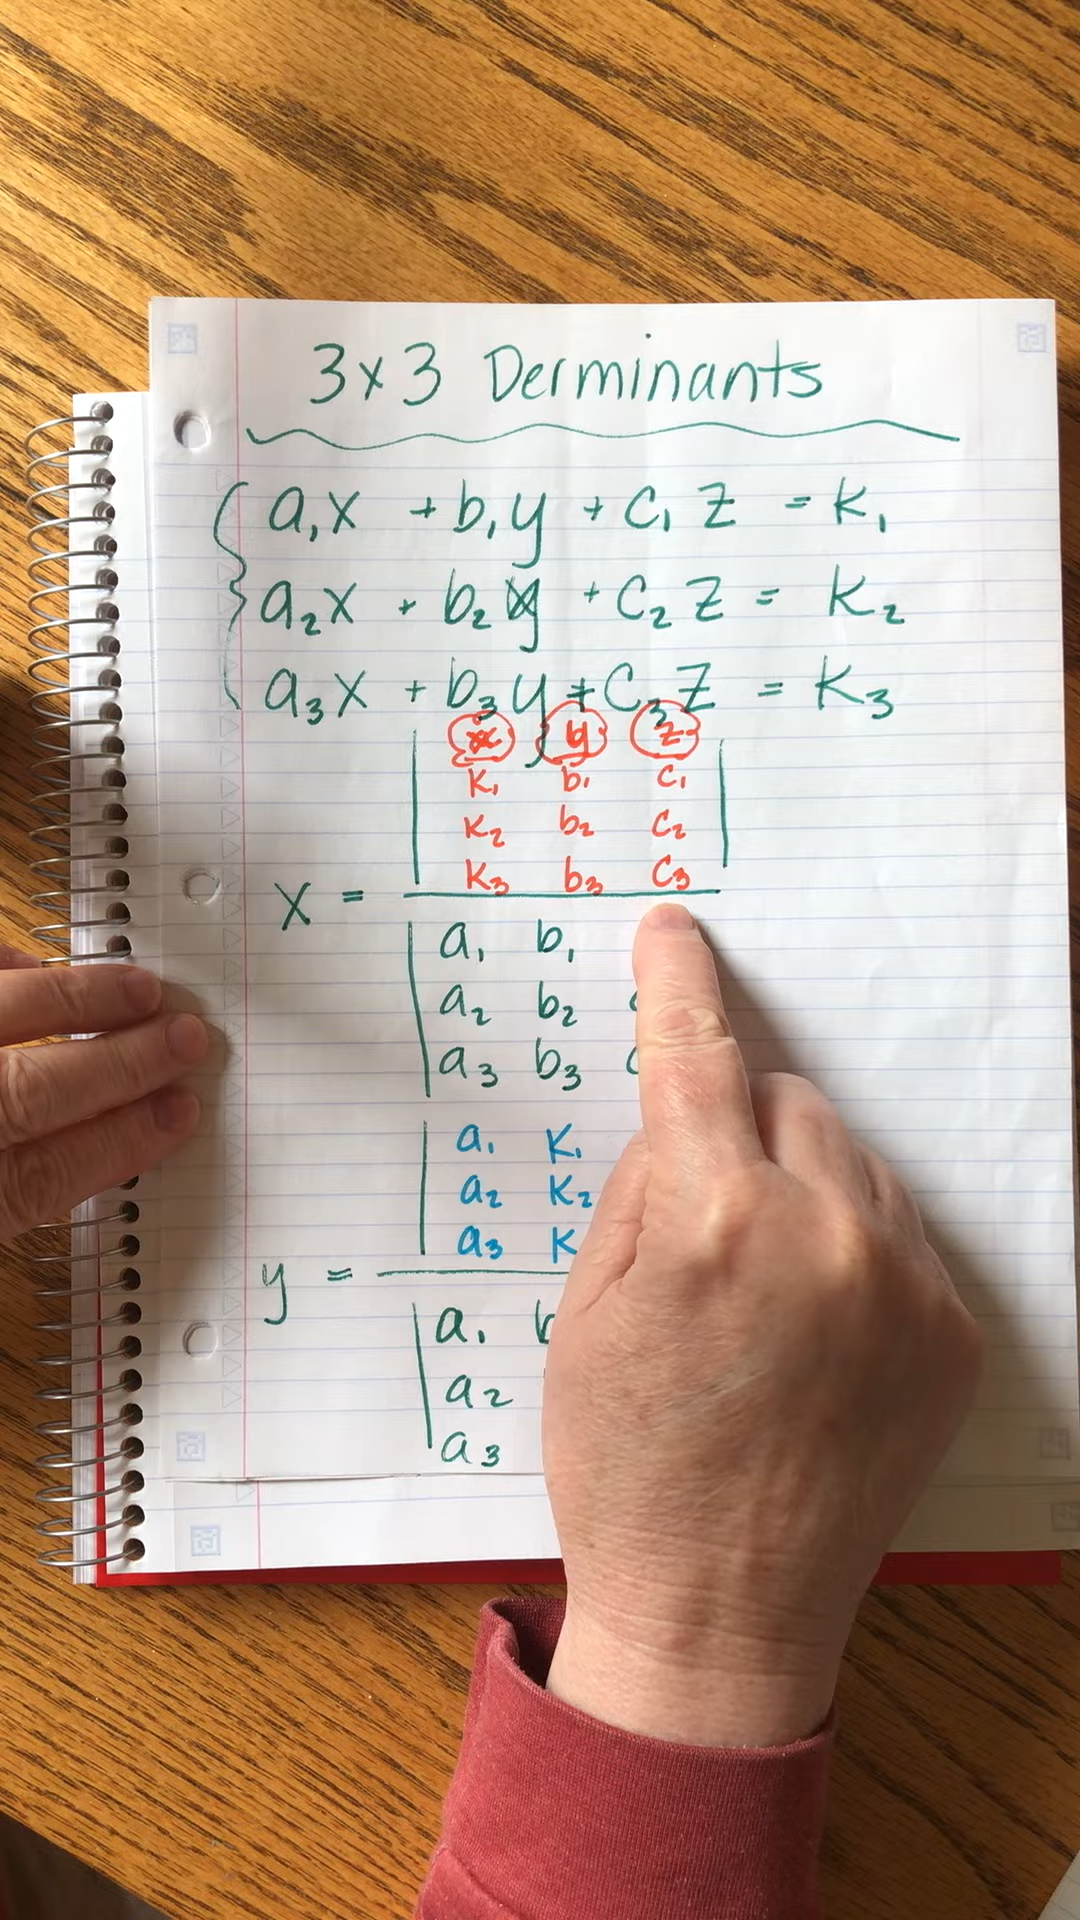 3x3 Derminants
a₁x + b₁y + c₁z = K₁
a₂x + b₂y + c₂z = K₂
a₃x + b₃y + c₃z = K₃
x y z
K₁ b₁ c₁
K₂ b₂ c₂
K₃ b₃ c₃
x =
a₁ b₁
a₂ b₂
a₃ b₃
a₁ K₁
a₂ K₂
a₃ K
y =
a₁ b
a₂
a₃